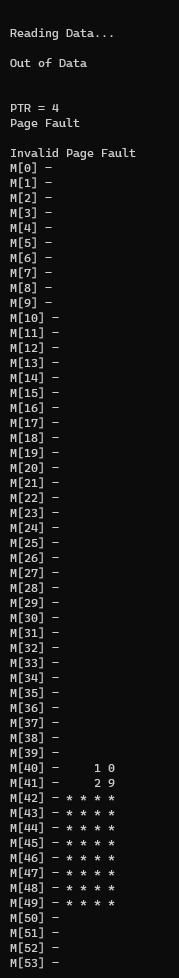 Reading Data...
Out of Data
PTR = 4
Page Fault
Invalid Page Fault
M[0] -
M[1] -
M[2] -
M[3] -
M[4] -
M[5] -
M[6] -
M[7] -
M[8] -
M[9] -
M[10] -
M[11] -
M[12] -
M[13] -
M[14] -
M[15] -
M[16] -
M[17] -
M[18] -
M[19] -
M[20] -
M[21] -
M[22] -
M[23] -
M[24] -
M[25] -
M[26] -
M[27] -
M[28] -
M[29] -
M[30] -
M[31] -
M[32] -
M[33] -
M[34] -
M[35] -
M[36] -
M[37] -
M[38] -
M[39] -
M[40] -     1 0
M[41] -     2 9
M[42] - * * * *
M[43] - * * * *
M[44] - * * * *
M[45] - * * * *
M[46] - * * * *
M[47] - * * * *
M[48] - * * * *
M[49] - * * * *
M[50] -
M[51] -
M[52] -
M[53] -